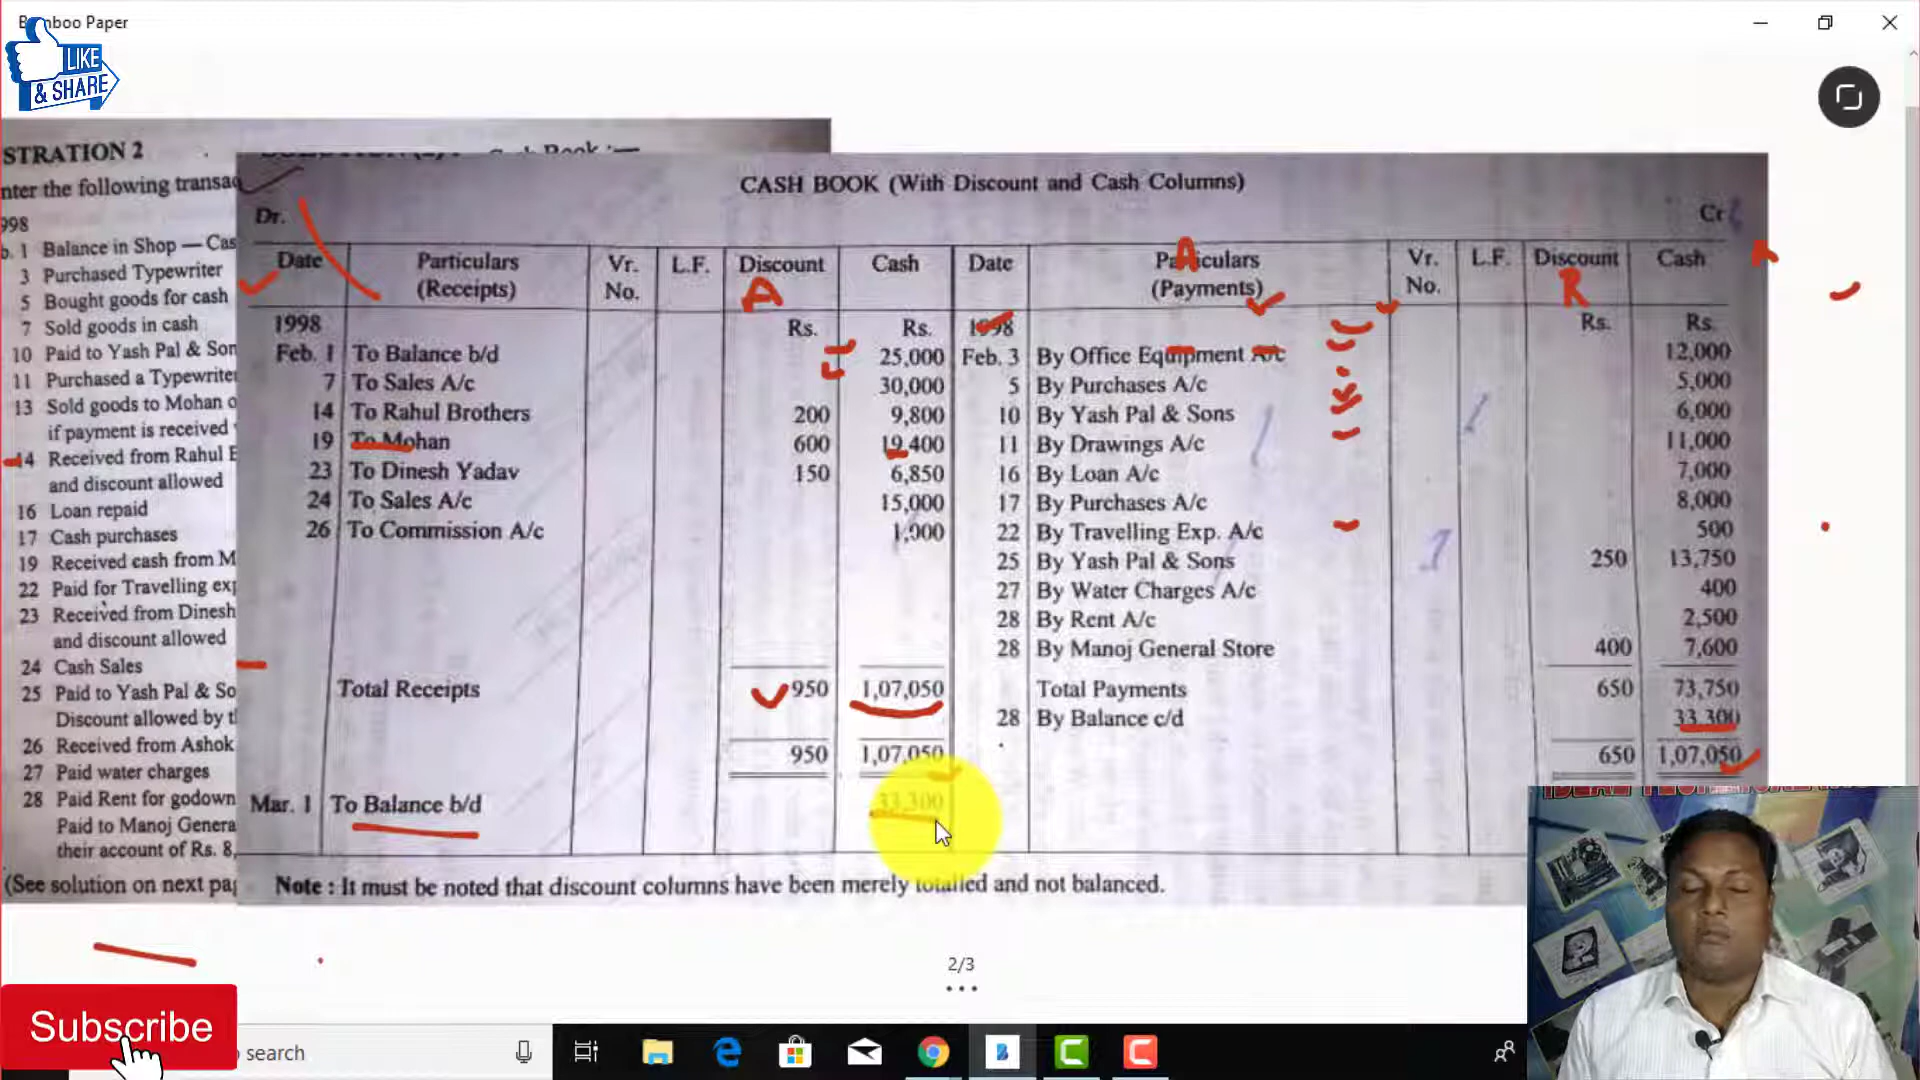 Bamboo Paper
LIKE
& SHARE
STRATION 2
nter the following transac
998
b. 1 Balance in Shop — Cas
3 Purchased Typewriter
5 Bought goods for cash
7 Sold goods in cash
10 Paid to Yash Pal & Son
11 Purchased a Typewriter
13 Sold goods to Mohan o
if payment is received
14 Received from Rahul B
and discount allowed
16 Loan repaid
17 Cash purchases
19 Received cash from M
22 Paid for Travelling exp
23 Received from Dinesh
and discount allowed
24 Cash Sales
25 Paid to Yash Pal & So
Discount allowed by t
26 Received from Ashok
27 Paid water charges
28 Paid Rent for godown
Paid to Manoj Genera
their account of Rs. 8,
(See solution on next pag
CASH BOOK (With Discount and Cash Columns)
Dr. Cr
Date Particulars (Receipts) Vr. No. L.F. Discount Cash Date Particulars (Payments) Vr. No. L.F. Discount Cash
A A R A
1998 Rs. Rs. 1998 Rs. Rs.
Feb. 1 To Balance b/d 25,000 Feb. 3 By Office Equipment A/c 12,000
7 To Sales A/c 30,000 5 By Purchases A/c 5,000
14 To Rahul Brothers 200 9,800 10 By Yash Pal & Sons 6,000
19 To Mohan 600 19,400 11 By Drawings A/c 11,000
23 To Dinesh Yadav 150 6,850 16 By Loan A/c 7,000
24 To Sales A/c 15,000 17 By Purchases A/c 8,000
26 To Commission A/c 1,000 22 By Travelling Exp. A/c 500
25 By Yash Pal & Sons 250 13,750
27 By Water Charges A/c 400
28 By Rent A/c 2,500
28 By Manoj General Store 400 7,600
Total Receipts 950 1,07,050 Total Payments 650 73,750
28 By Balance c/d 33,300
950 1,07,050 650 1,07,050
Mar. 1 To Balance b/d 33,300
Note : It must be noted that discount columns have been merely totalled and not balanced.
2/3
Subscribe
search